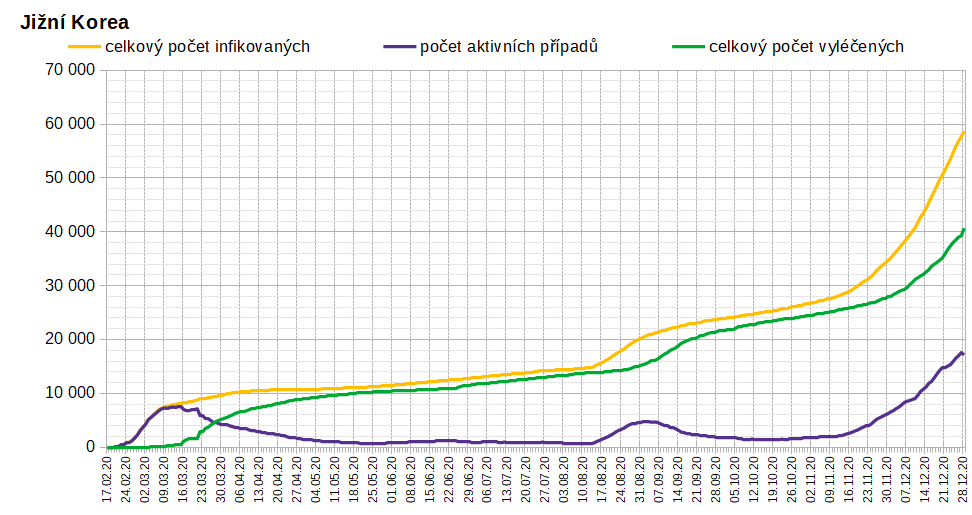 Jižní Korea
celkový počet infikovaných počet aktivních případů celkový počet vyléčených
70 000
60 000
50 000
40 000
30 000
20 000
10 000
0
17.02.20 24.02.20 02.03.20 09.03.20 16.03.20 23.03.20 30.03.20 06.04.20 13.04.20 20.04.20 27.04.20 04.05.20 11.05.20 18.05.20 25.05.20 01.06.20 08.06.20 15.06.20 22.06.20 29.06.20 06.07.20 13.07.20 20.07.20 27.07.20 03.08.20 10.08.20 17.08.20 24.08.20 31.08.20 07.09.20 14.09.20 21.09.20 28.09.20 05.10.20 12.10.20 19.10.20 26.10.20 02.11.20 09.11.20 16.11.20 23.11.20 30.11.20 07.12.20 14.12.20 21.12.20 28.12.20